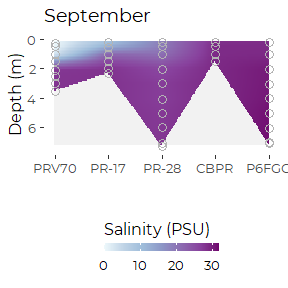 September
Depth (m)
0
2
4
6
PRV70 PR-17 PR-28 CBPR P6FGC
Salinity (PSU)
0 10 20 30